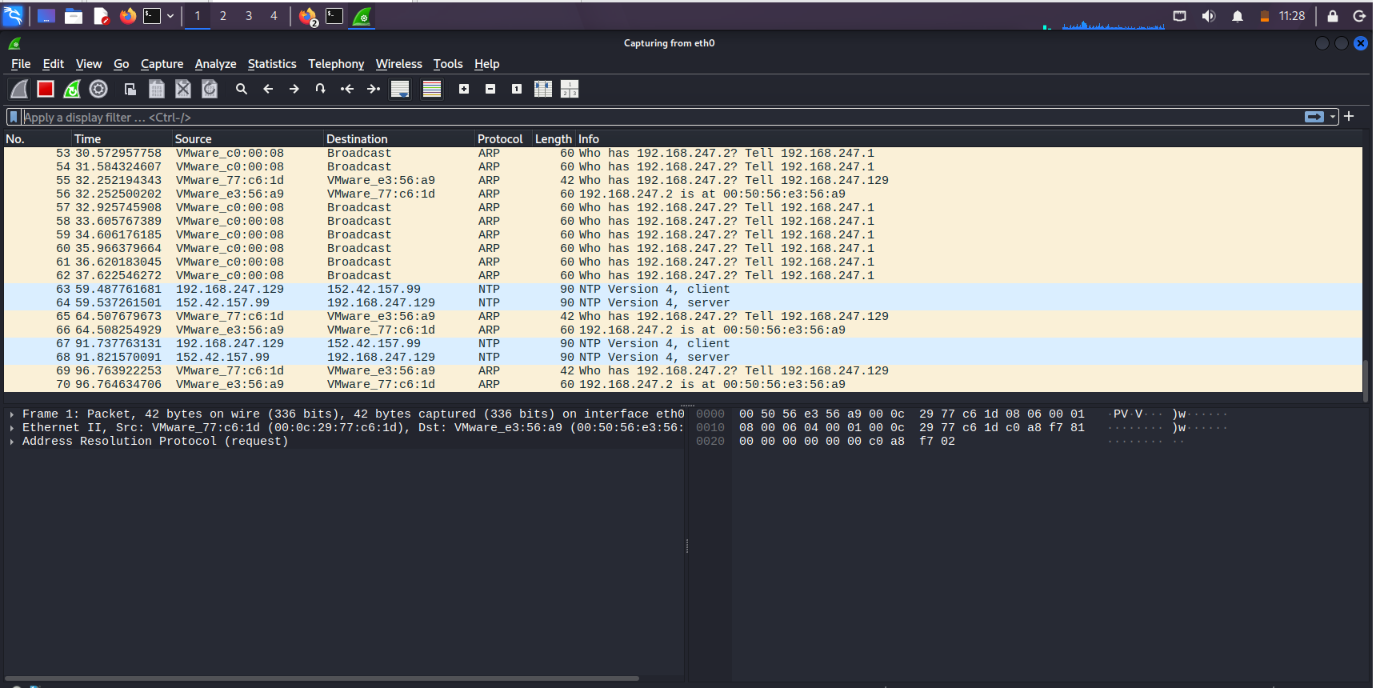 1 2 3 4 2 11:28
Capturing from eth0
File Edit View Go Capture Analyze Statistics Telephony Wireless Tools Help
Apply a display filter ... <Ctrl-/>
No. Time Source Destination Protocol Length Info
53 30.572957758 VMware_c0:00:08 Broadcast ARP 60 Who has 192.168.247.2? Tell 192.168.247.1
54 31.584324607 VMware_c0:00:08 Broadcast ARP 60 Who has 192.168.247.2? Tell 192.168.247.1
55 32.252194343 VMware_77:c6:1d VMware_e3:56:a9 ARP 42 Who has 192.168.247.2? Tell 192.168.247.129
56 32.252500202 VMware_e3:56:a9 VMware_77:c6:1d ARP 60 192.168.247.2 is at 00:50:56:e3:56:a9
57 32.925745908 VMware_c0:00:08 Broadcast ARP 60 Who has 192.168.247.2? Tell 192.168.247.1
58 33.605767389 VMware_c0:00:08 Broadcast ARP 60 Who has 192.168.247.2? Tell 192.168.247.1
59 34.606176185 VMware_c0:00:08 Broadcast ARP 60 Who has 192.168.247.2? Tell 192.168.247.1
60 35.966379664 VMware_c0:00:08 Broadcast ARP 60 Who has 192.168.247.2? Tell 192.168.247.1
61 36.620183045 VMware_c0:00:08 Broadcast ARP 60 Who has 192.168.247.2? Tell 192.168.247.1
62 37.622546272 VMware_c0:00:08 Broadcast ARP 60 Who has 192.168.247.2? Tell 192.168.247.1
63 59.487761681 192.168.247.129 152.42.157.99 NTP 90 NTP Version 4, client
64 59.537261501 152.42.157.99 192.168.247.129 NTP 90 NTP Version 4, server
65 64.507679673 VMware_77:c6:1d VMware_e3:56:a9 ARP 42 Who has 192.168.247.2? Tell 192.168.247.129
66 64.508254929 VMware_e3:56:a9 VMware_77:c6:1d ARP 60 192.168.247.2 is at 00:50:56:e3:56:a9
67 91.737763131 192.168.247.129 152.42.157.99 NTP 90 NTP Version 4, client
68 91.821570091 152.42.157.99 192.168.247.129 NTP 90 NTP Version 4, server
69 96.763922253 VMware_77:c6:1d VMware_e3:56:a9 ARP 42 Who has 192.168.247.2? Tell 192.168.247.129
70 96.764634706 VMware_e3:56:a9 VMware_77:c6:1d ARP 60 192.168.247.2 is at 00:50:56:e3:56:a9
Frame 1: Packet, 42 bytes on wire (336 bits), 42 bytes captured (336 bits) on interface eth0
Ethernet II, Src: VMware_77:c6:1d (00:0c:29:77:c6:1d), Dst: VMware_e3:56:a9 (00:50:56:e3:56:
Address Resolution Protocol (request)
0000 00 50 56 e3 56 a9 00 0c 29 77 c6 1d 08 06 00 01 ·PV·V··· )w······
0010 08 00 06 04 00 01 00 0c 29 77 c6 1d c0 a8 f7 81 ········ )w······
0020 00 00 00 00 00 00 c0 a8 f7 02 ········ ··